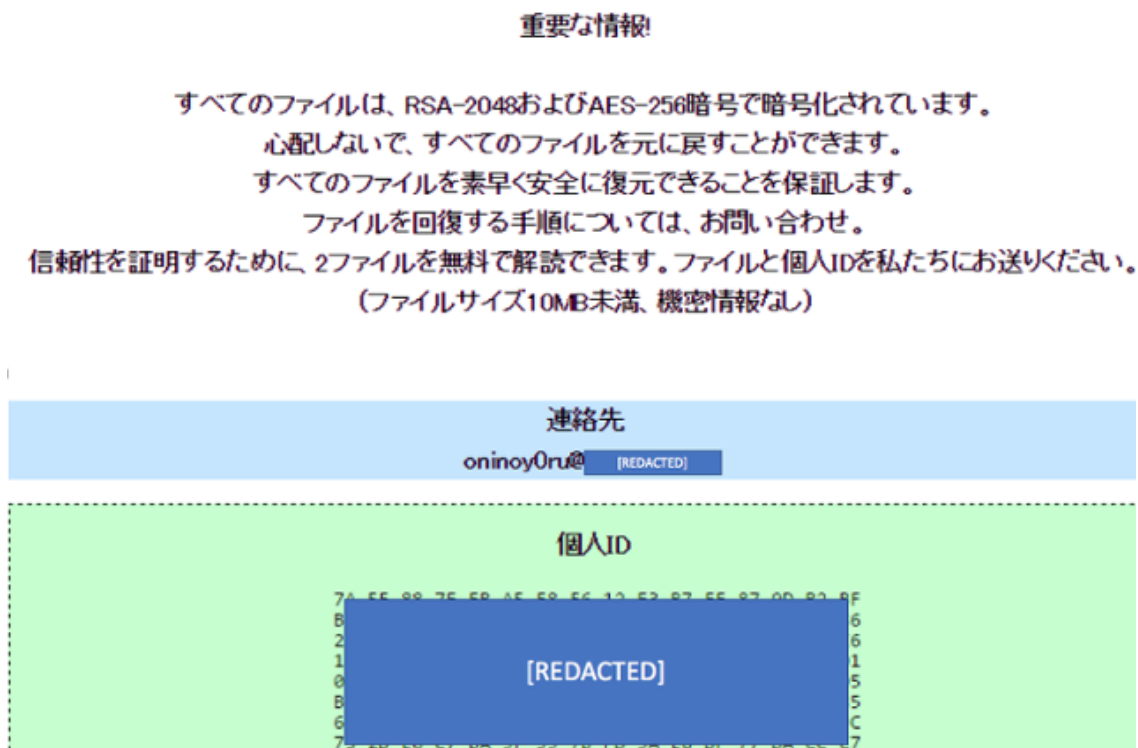 重要な情報!
すべてのファイルは、RSA-2048およびAES-256暗号で暗号化されています。
心配しないで、すべてのファイルを元に戻すことができます。
すべてのファイルを素早く安全に復元できることを保証します。
ファイルを回復する手順については、お問い合わせ。
信頼性を証明するために、2ファイルを無料で解読できます。ファイルと個人IDを私たちにお送りください。
(ファイルサイズ10MB未満、機密情報なし)
連絡先
oninoy0ru@ [REDACTED]
個人ID
[REDACTED]